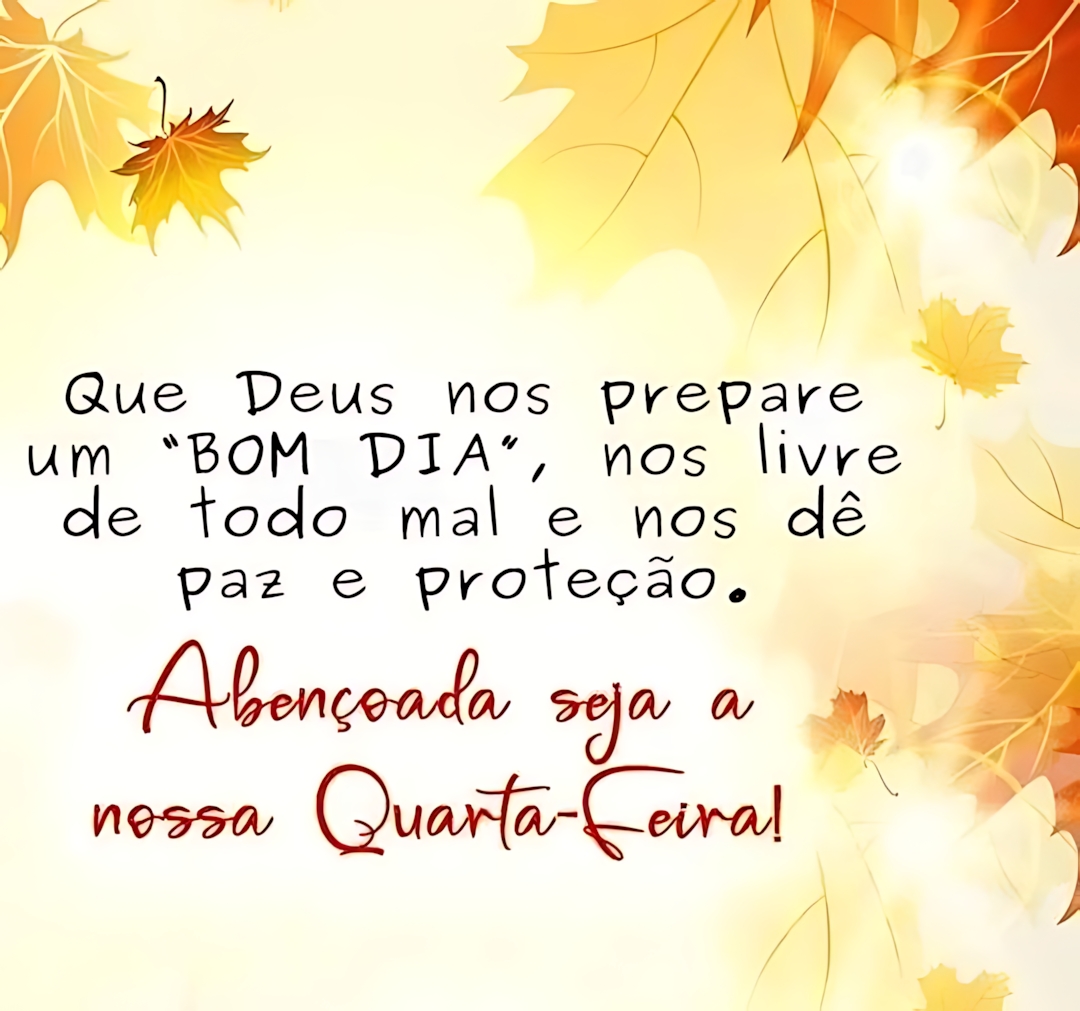 Que Deus nos prepare
um "BOM DIA", nos livre
de todo mal e nos dê
paz e proteção.
Abençoada seja a
nossa Quarta-Feira!